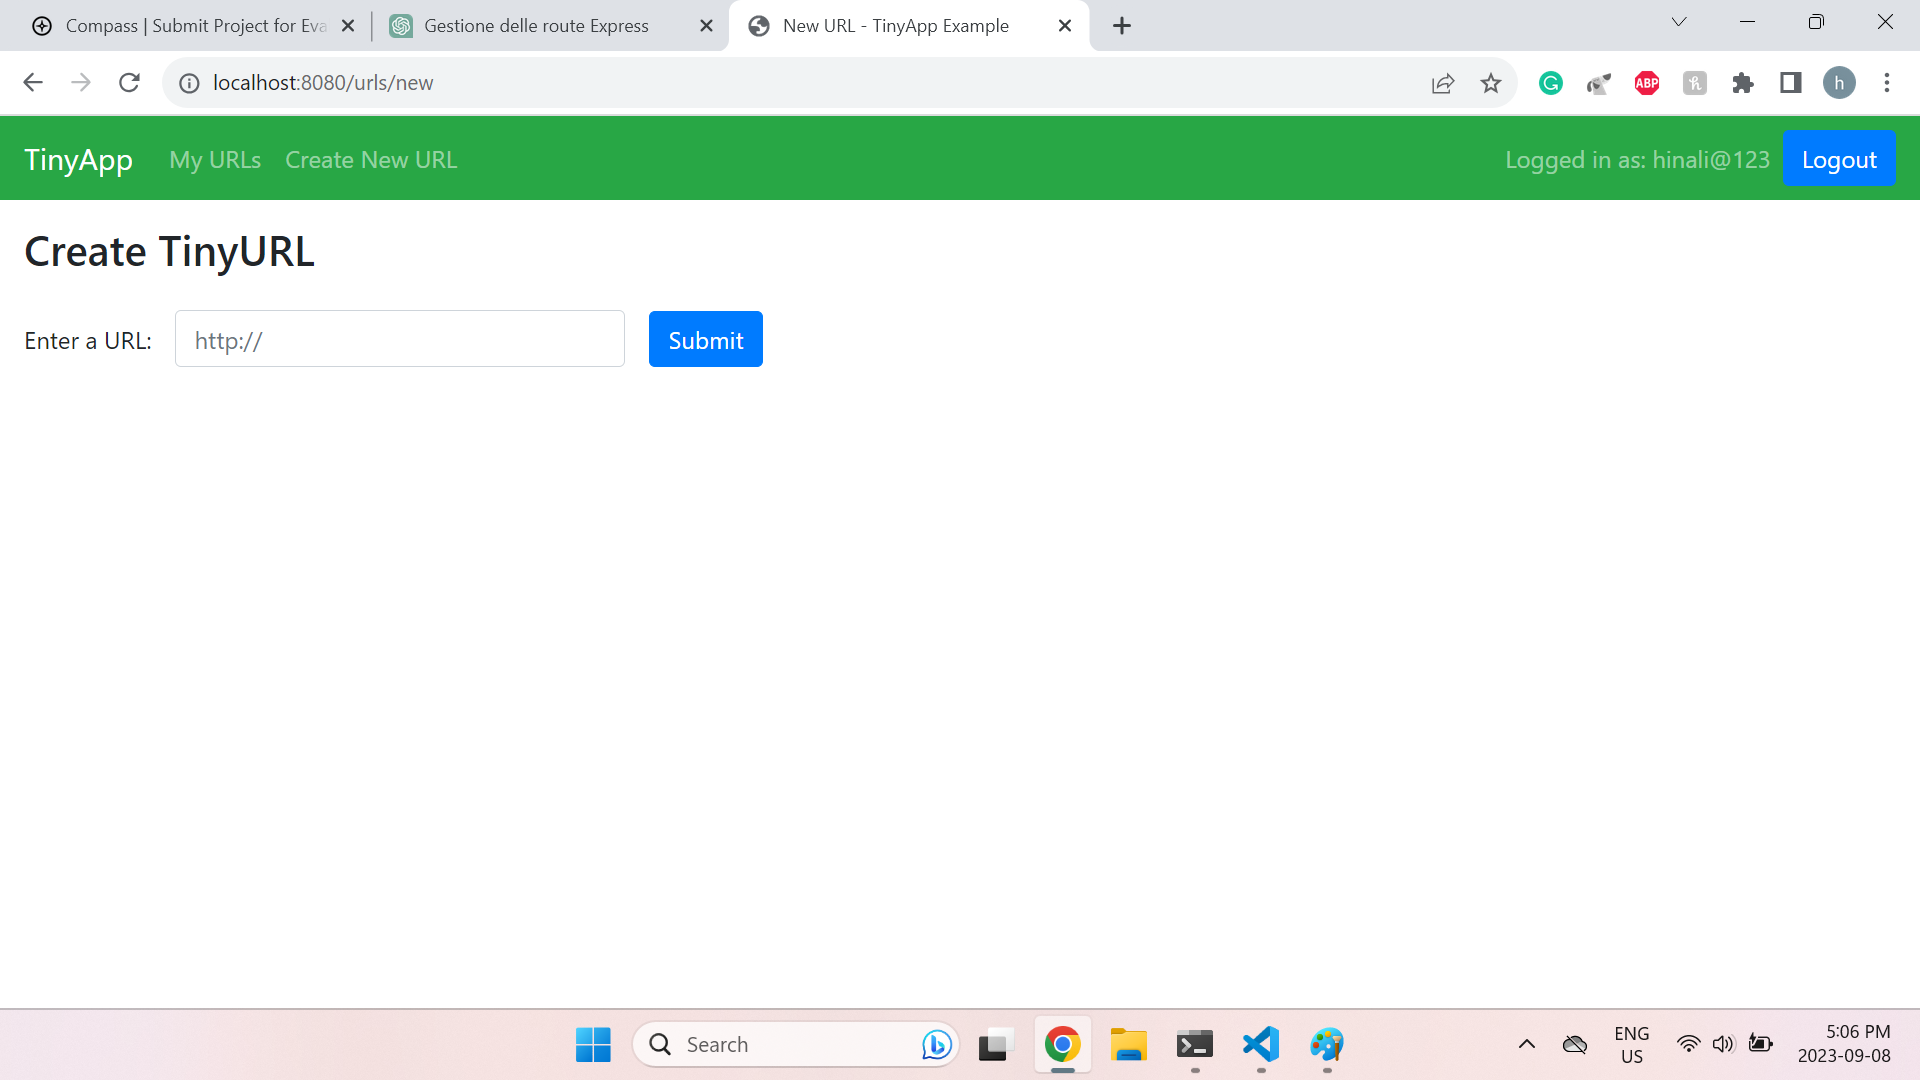 Compass | Submit Project for Eva
Gestione delle route Express
New URL - TinyApp Example
localhost:8080/urls/new
ABP
h
h
TinyApp
My URLs
Create New URL
Logged in as: hinali@123
Logout
Create TinyURL
Enter a URL:
http://
Submit
Search
ENG
US
5:06 PM
2023-09-08